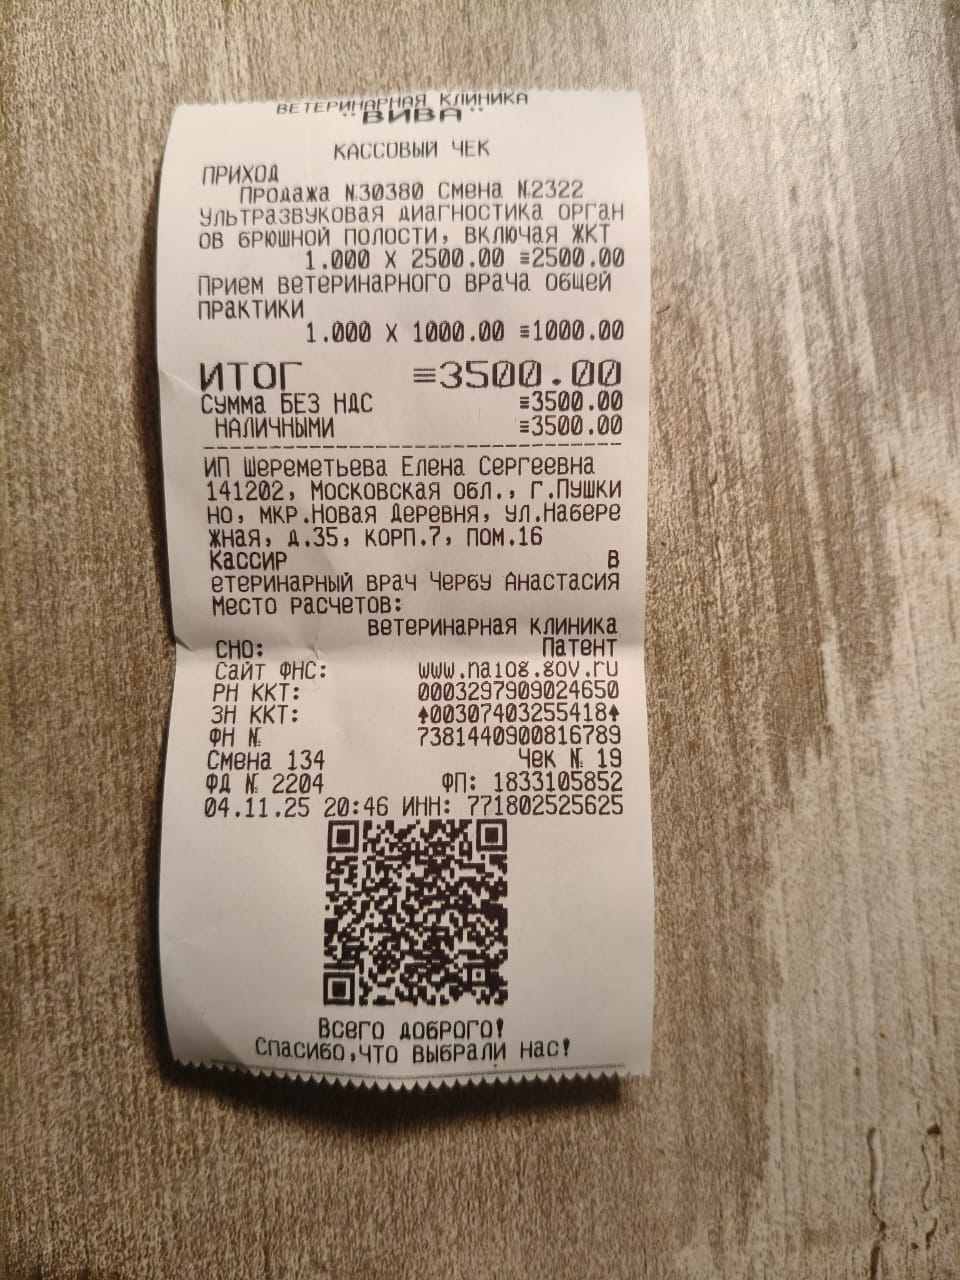 ВЕТЕРИНАРНАЯ КЛИНИКА
"ВИВА"
КАССОВЫЙ ЧЕК
ПРИХОД
Продажа №30380 Смена №2322
Ультразвуковая диагностика орган
ов брюшной полости, включая ЖКТ
1.000 X 2500.00 ≡2500.00
Прием ветеринарного врача общей
практики
1.000 X 1000.00 ≡1000.00
ИТОГ ≡3500.00
Сумма БЕЗ НДС ≡3500.00
НАЛИЧНЫМИ ≡3500.00
ИП Шереметьева Елена Сергеевна
141202, Московская обл., г.Пушки
но, мкр.Новая Деревня, ул.Набере
жная, д.35, корп.7, пом.16
Кассир В
етеринарный врач Чербу Анастасия
Место расчетов:
ветеринарная клиника
СНО: Патент
Сайт ФНС: www.nalog.gov.ru
РН ККТ: 0003297909024650
ЗН ККТ: ↑00307403255418↑
ФН № 7381440900816789
Смена 134 Чек № 19
ФД № 2204 ФП: 1833105852
04.11.25 20:46 ИНН: 771802525625
Всего доброго!
Спасибо,что выбрали нас!